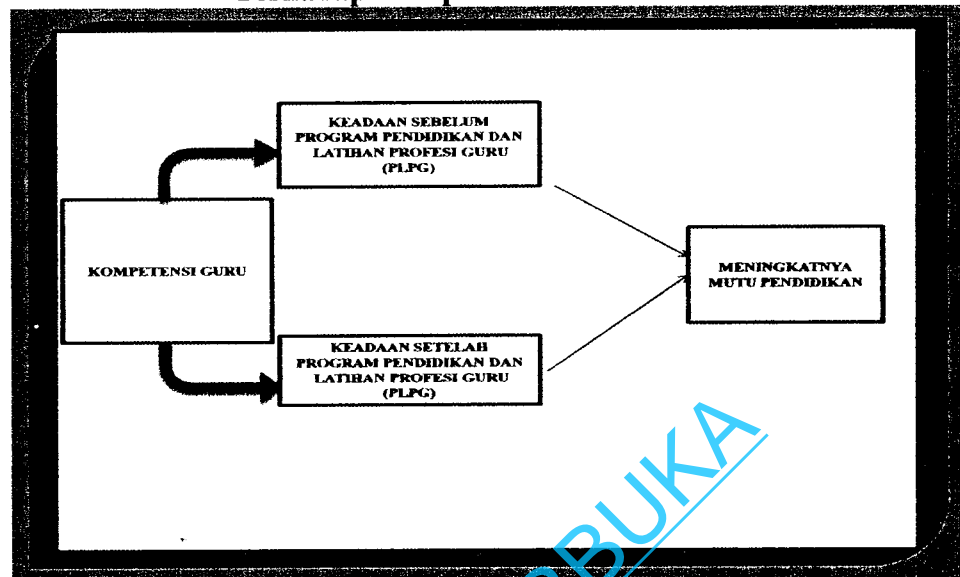 KEADAAN SEBELUM
PROGRAM PENDIDIKAN DAN
LATIHAN PROFESI GURU
(PLPG)
KOMPETENSI GURU
MENINGKATNYA
MUTU PENDIDIKAN
KEADAAN SETELAH
PROGRAM PENDIDIKAN DAN
LATIHAN PROFESI GURU
(PLPG)
RBUKA